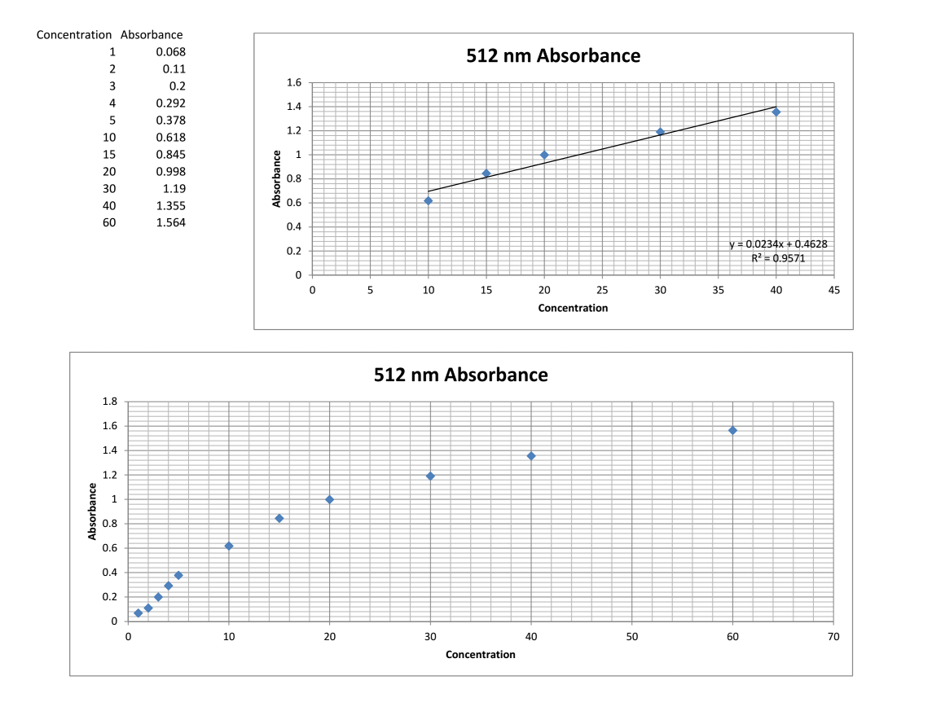 Concentration Absorbance
1 0.068
2 0.11
3 0.2
4 0.292
5 0.378
10 0.618
15 0.845
20 0.998
30 1.19
40 1.355
60 1.564
512 nm Absorbance
1.6
1.4
1.2
1
0.8
0.6
0.4
0.2
0
Absorbance
y = 0.0234x + 0.4628
R² = 0.9571
0 5 10 15 20 25 30 35 40 45
Concentration
512 nm Absorbance
1.8
1.6
1.4
1.2
1
0.8
0.6
0.4
0.2
0
Absorbance
0 10 20 30 40 50 60 70
Concentration